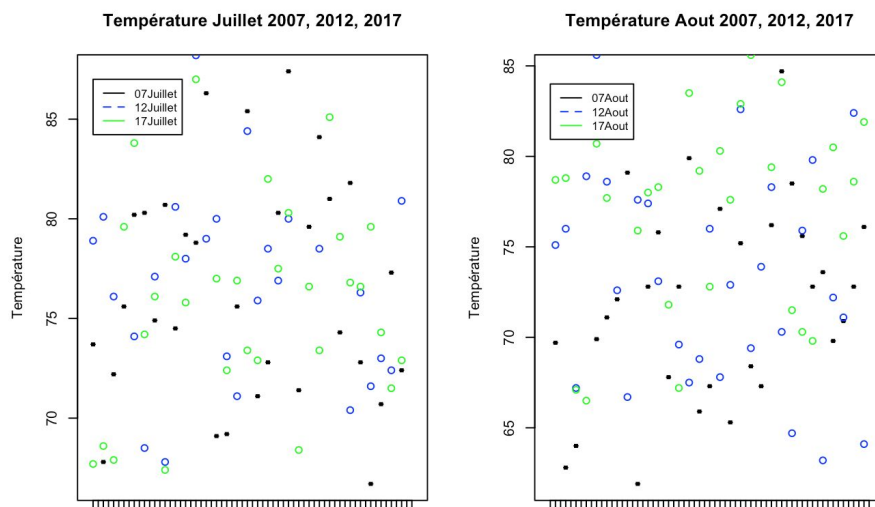 Température Juillet 2007, 2012, 2017
85
80
75
70
Température
07Juillet
12Juillet
17Juillet
Température Aout 2007, 2012, 2017
85
80
75
70
65
Température
07Aout
12Aout
17Aout